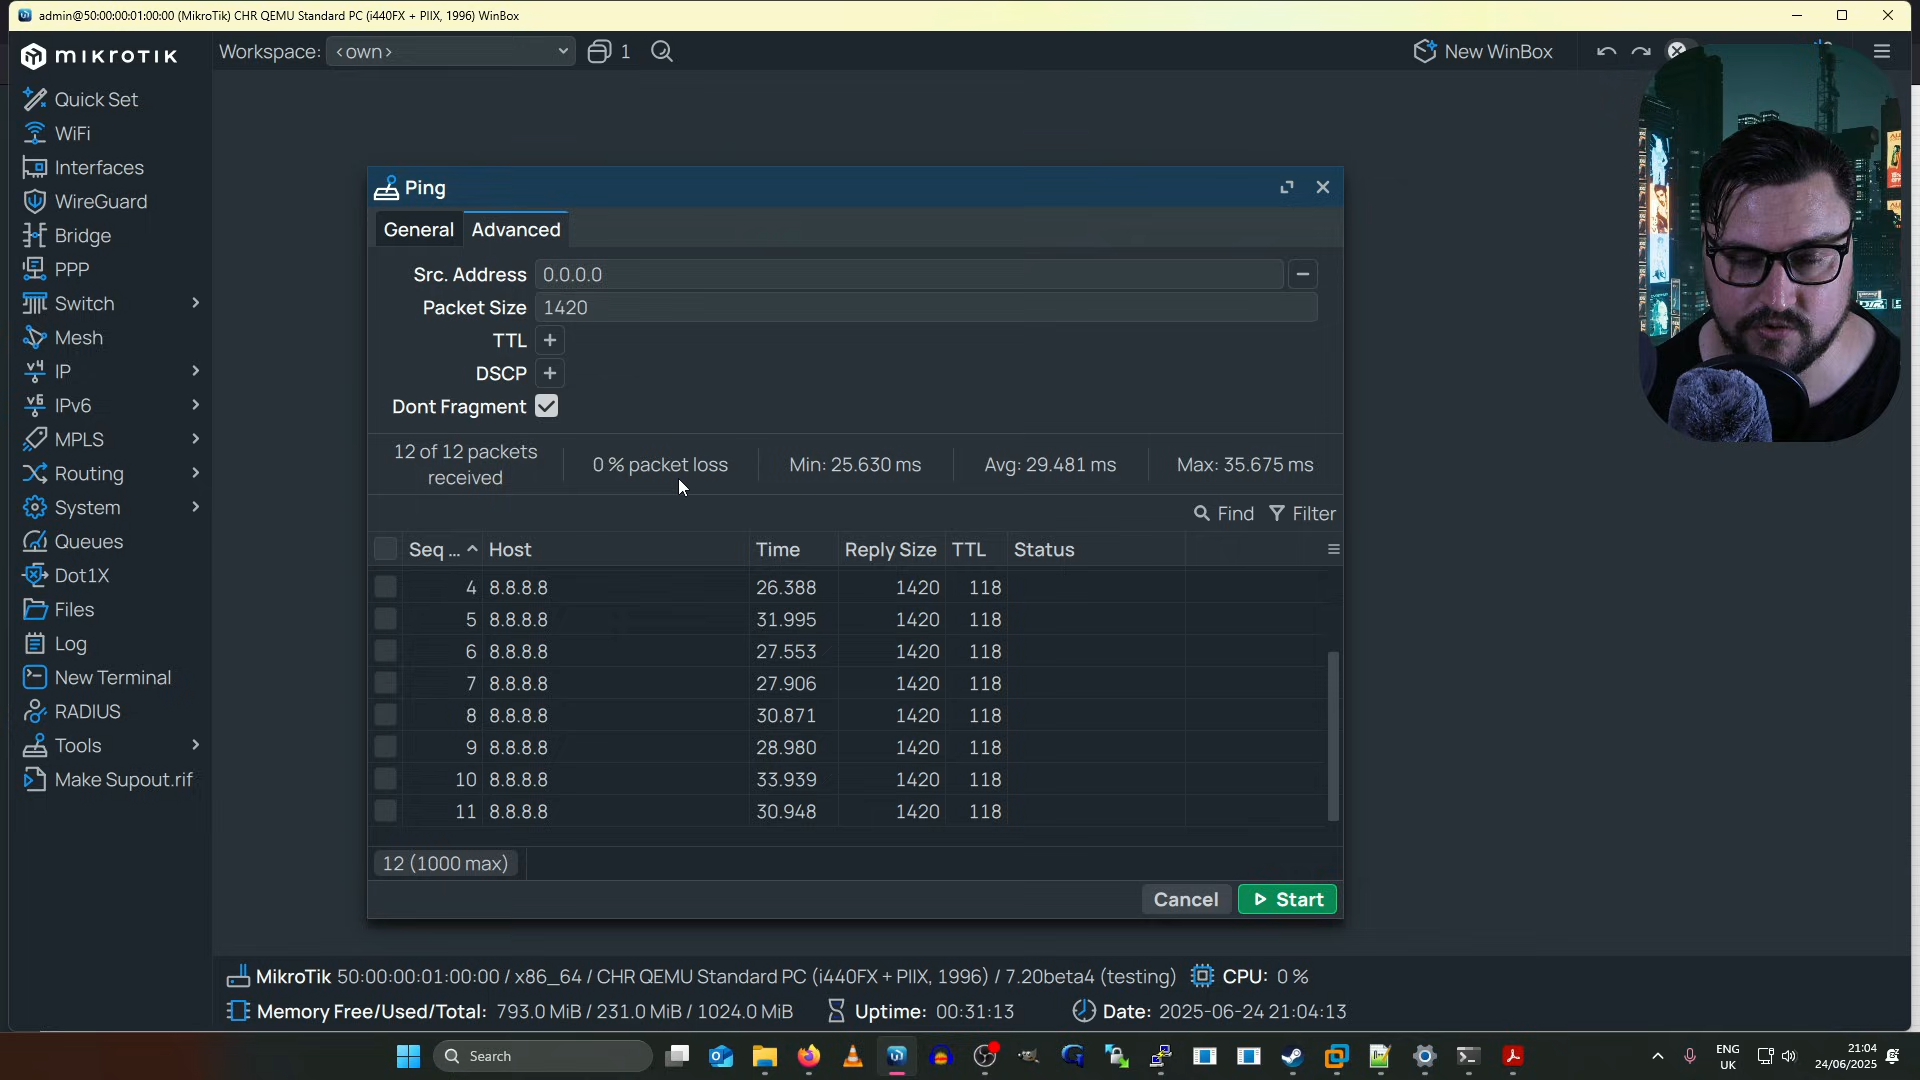 admin@50:00:00:01:00:00 (MikroTik) CHR QEMU Standard PC (i440FX + PIIX, 1996) WinBox
MIKROTIK
Workspace: <own> 1
New WinBox
Quick Set
WiFi
Interfaces
WireGuard
Bridge
PPP
Switch
Mesh
IP
IPv6
MPLS
Routing
System
Queues
Dot1X
Files
Log
New Terminal
RADIUS
Tools
Make Supout.rif
Ping
General Advanced
Src. Address 0.0.0.0
Packet Size 1420
TTL
DSCP
Dont Fragment
12 of 12 packets received 0 % packet loss Min: 25.630 ms Avg: 29.481 ms Max: 35.675 ms
Find Filter
Seq ... Host Time Reply Size TTL Status
4 8.8.8.8 26.388 1420 118
5 8.8.8.8 31.995 1420 118
6 8.8.8.8 27.553 1420 118
7 8.8.8.8 27.906 1420 118
8 8.8.8.8 30.871 1420 118
9 8.8.8.8 28.980 1420 118
10 8.8.8.8 33.939 1420 118
11 8.8.8.8 30.948 1420 118
12 (1000 max)
Cancel Start
MikroTik 50:00:00:01:00:00 / x86_64 / CHR QEMU Standard PC (i440FX + PIIX, 1996) / 7.20beta4 (testing) CPU: 0 %
Memory Free/Used/Total: 793.0 MiB / 231.0 MiB / 1024.0 MiB Uptime: 00:31:13 Date: 2025-06-24 21:04:13
Search
ENG
UK
21:04
24/06/2025